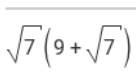 √7 (9 + √7)